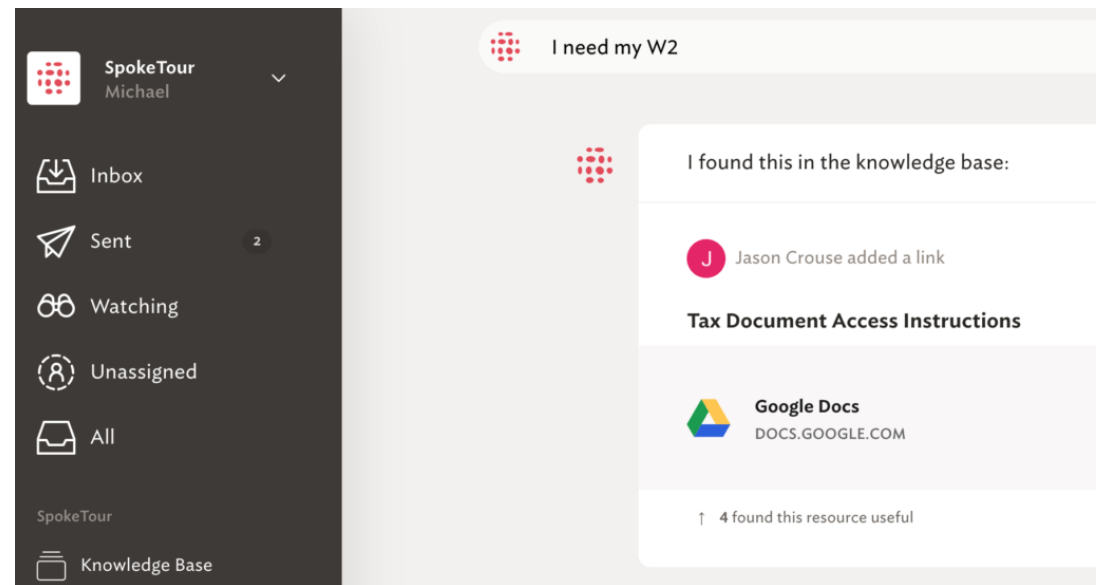 SpokeTour
Michael
Inbox
Sent 2
Watching
Unassigned
All
SpokeTour
Knowledge Base
I need my W2
I found this in the knowledge base:
J Jason Crouse added a link
Tax Document Access Instructions
Google Docs
DOCS.GOOGLE.COM
↑ 4 found this resource useful